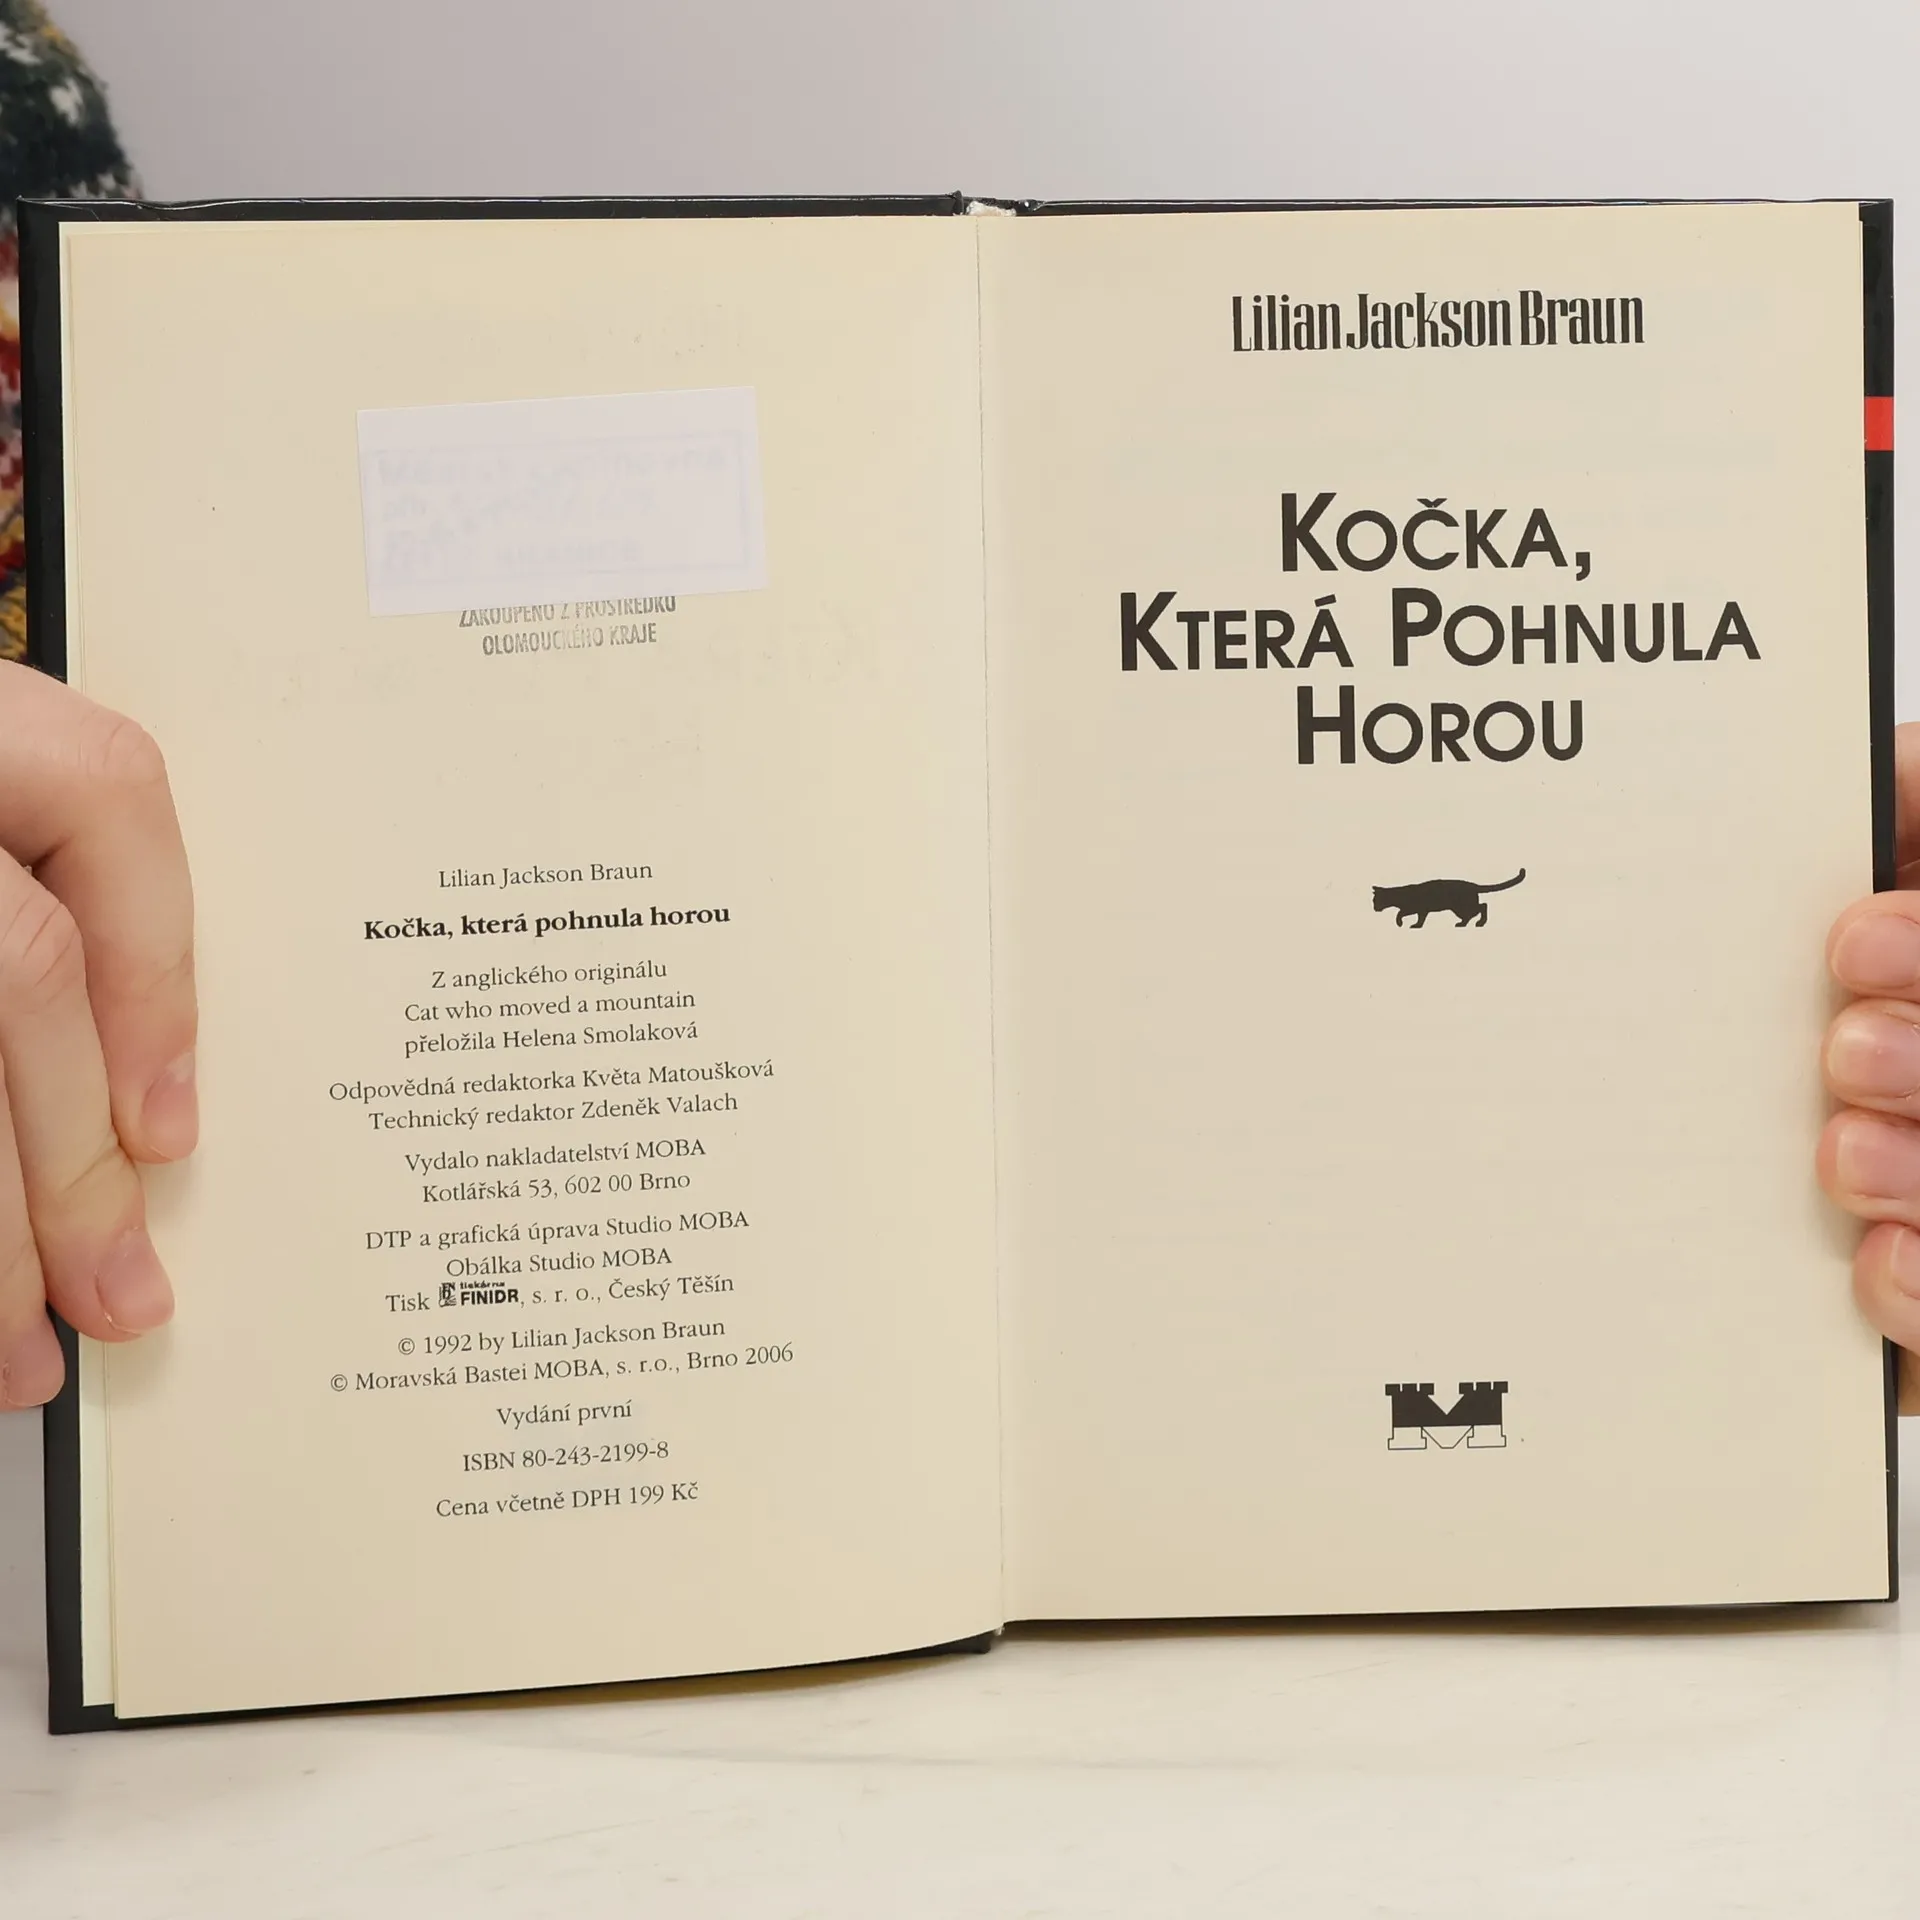 ZAKOUPENO Z PROSTŘEDKŮ
OLOMOUCKÉHO KRAJE
Lilian Jackson Braun
Kočka, která pohnula horou
Z anglického originálu
Cat who moved a mountain
přeložila Helena Smolaková
Odpovědná redaktorka Květa Matoušková
Technický redaktor Zdeněk Valach
Vydalo nakladatelství MOBA
Kotlářská 53, 602 00 Brno
DTP a grafická úprava Studio MOBA
Obálka Studio MOBA
Tisk tiskárna FINIDR, s. r. o., Český Těšín
© 1992 by Lilian Jackson Braun
© Moravská Bastei MOBA, s. r.o., Brno 2006
Vydání první
ISBN 80-243-2199-8
Cena včetně DPH 199 Kč
Lilian Jackson Braun
KOČKA,
KTERÁ POHNULA
HOROU